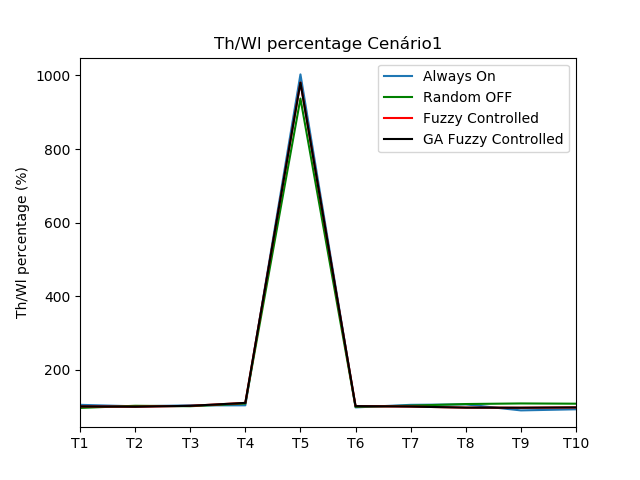 Th/Wl percentage Cenário1
Always On
Random OFF
Fuzzy Controlled
GA Fuzzy Controlled
Th/Wl percentage (%)
1000
800
600
400
200
T1 T2 T3 T4 T5 T6 T7 T8 T9 T10